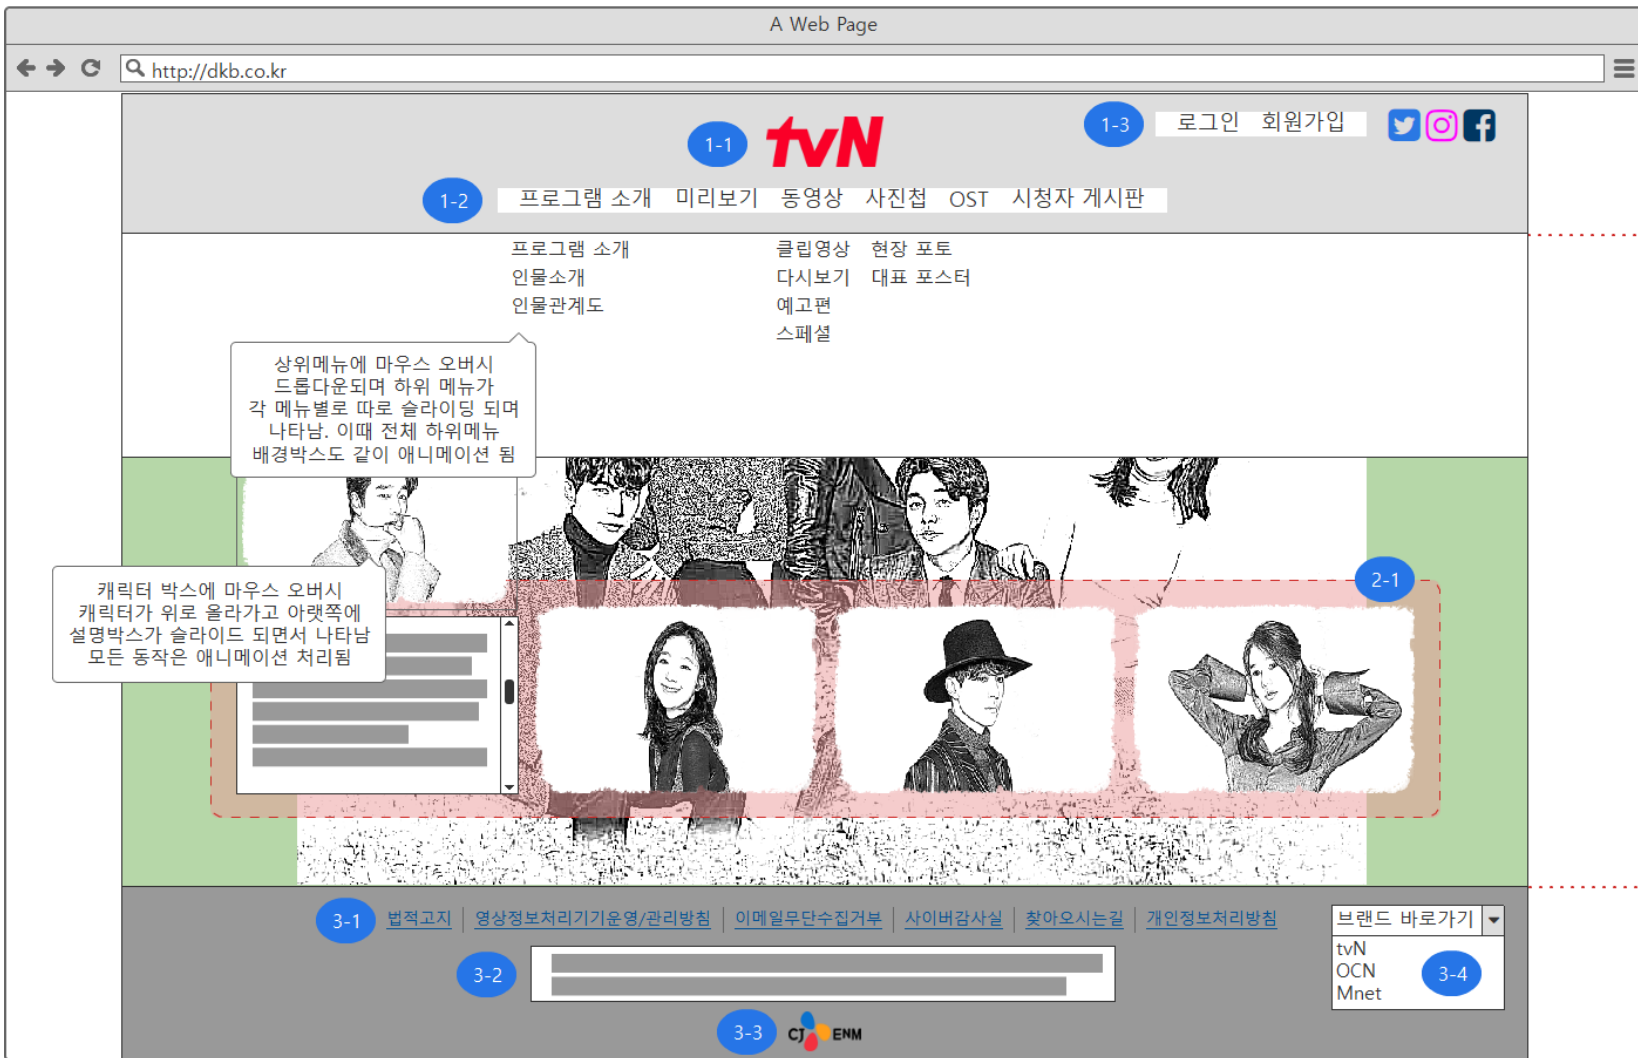 A Web Page
http://dkb.co.kr
1-1
tvN
1-3
로그인 회원가입
1-2
프로그램 소개 미리보기 동영상 사진첩 OST 시청자 게시판
프로그램 소개
인물소개
인물관계도
클립영상
다시보기
예고편
스페셜
현장 포토
대표 포스터
상위메뉴에 마우스 오버시
드롭다운되며 하위 메뉴가
각 메뉴별로 따로 슬라이딩 되며
나타남. 이때 전체 하위메뉴
배경박스도 같이 애니메이션 됨
캐릭터 박스에 마우스 오버시
캐릭터가 위로 올라가고 아랫쪽에
설명박스가 슬라이드 되면서 나타남
모든 동작은 애니메이션 처리됨
2-1
3-1
법적고지 영상정보처리기기운영/관리방침 이메일무단수집거부 사이버감사실 찾아오시는길 개인정보처리방침
브랜드 바로가기
tvN
OCN
Mnet
3-4
3-2
3-3
CJ ENM